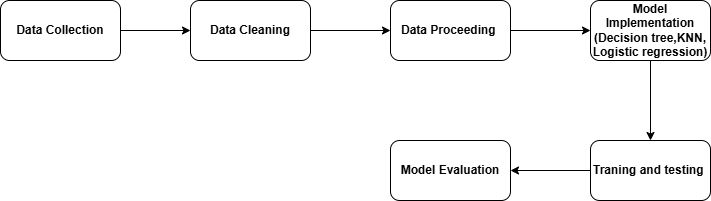 Data Collection
Data Cleaning
Data Proceeding
Model
Implementation
(Decision tree,KNN,
Logistic regression)
Model Evaluation
Traning and testing